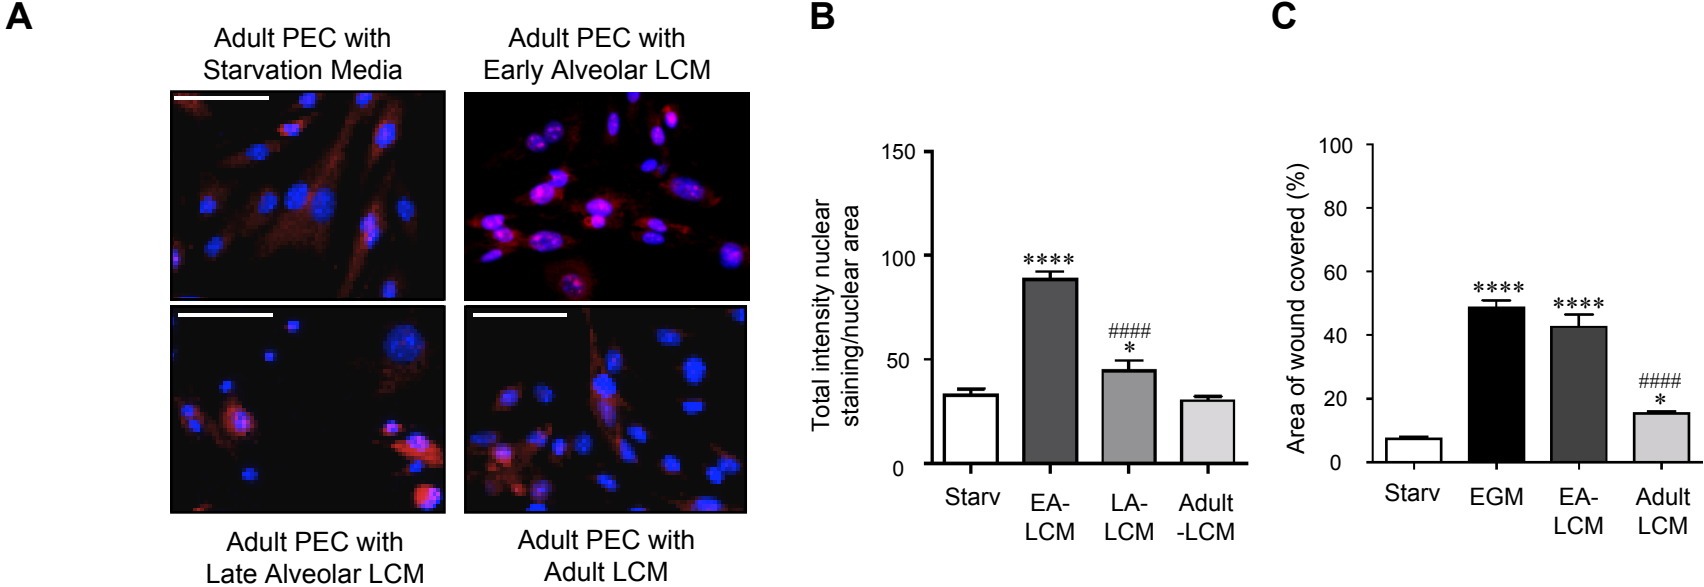 A
Adult PEC with
Starvation Media
Adult PEC with
Early Alveolar LCM
Adult PEC with
Late Alveolar LCM
Adult PEC with
Adult LCM
B
Total intensity nuclear
staining/nuclear area
150
100
50
0
****
####
*
Starv
EA-
LCM
LA-
LCM
Adult
-LCM
C
Area of wound covered (%)
100
80
60
40
20
0
****
****
####
*
Starv
EGM
EA-
LCM
Adult
LCM